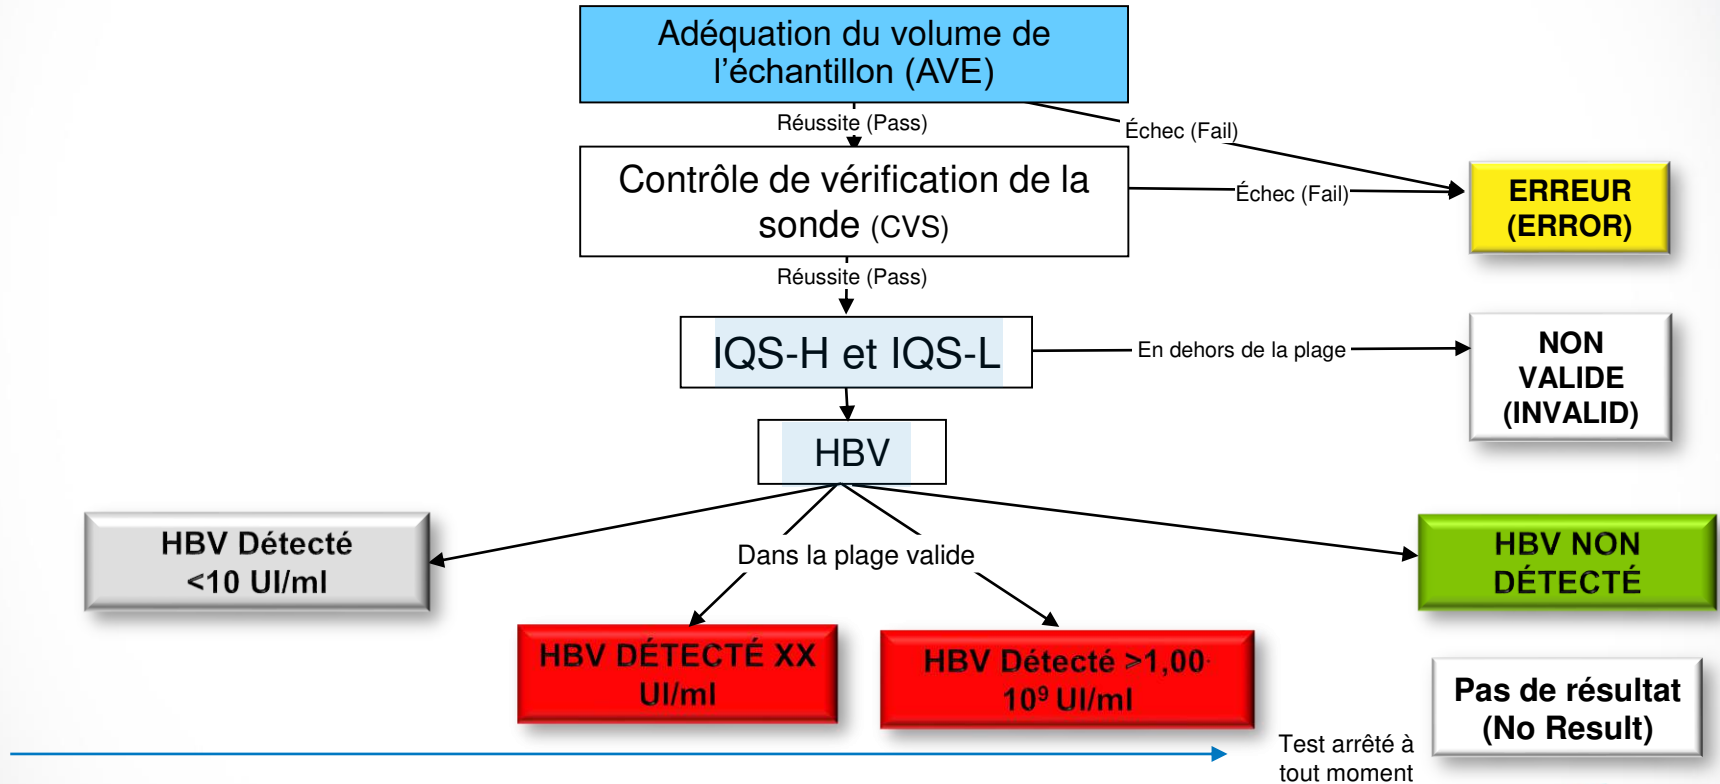 Adéquation du volume de
l'échantillon (AVE)
Réussite (Pass)
Échec (Fail)
Contrôle de vérification de la
sonde (CVS)
Échec (Fail)
ERREUR
(ERROR)
Réussite (Pass)
IQS-H et IQS-L
En dehors de la plage
NON
VALIDE
(INVALID)
HBV
HBV Détecté
<10 UI/ml
Dans la plage valide
HBV NON
DÉTECTÉ
HBV DÉTECTÉ XX
UI/ml
HBV Détecté >1,00·
10⁹ UI/ml
Pas de résultat
(No Result)
Test arrêté à
tout moment